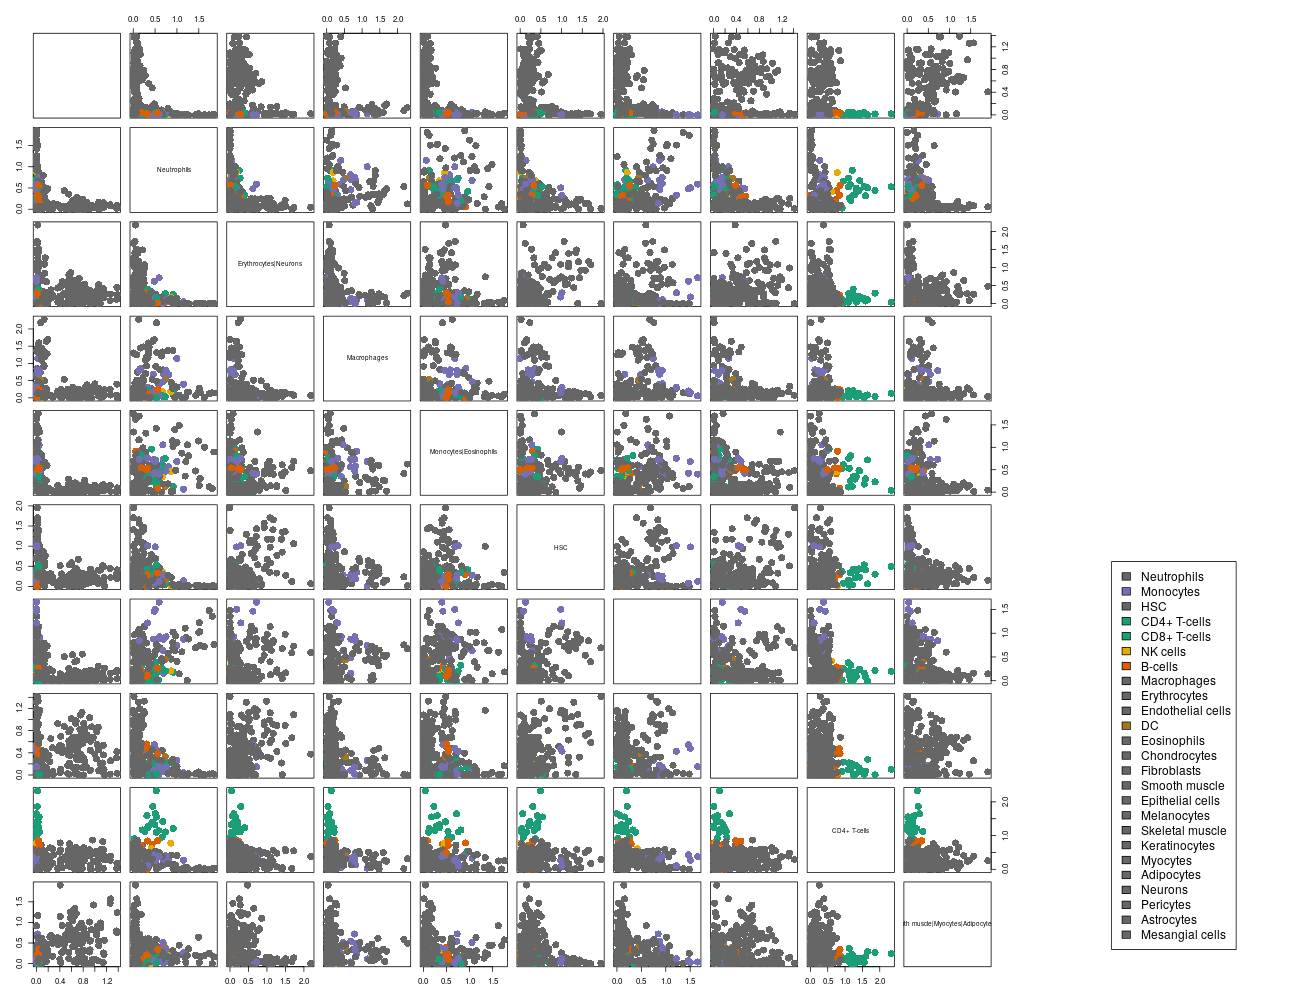 0.0 0.5 1.0 1.5 0.0 0.5 1.0 1.5 2.0 0.0 0.5 1.0 1.5 2.0 0.0 0.4 0.8 1.2 0.0 0.5 1.0 1.5
0.0 0.4 0.8 1.2
0.0 0.5 1.0 1.5
Neutrophils
Erythrocytes|Neurons
0.0 0.5 1.0 1.5 2.0
0.0 0.5 1.0 1.5 2.0
Macrophages
Monocytes|Eosinophils
0.0 0.5 1.0 1.5
0.0 0.5 1.0 1.5 2.0
HSC
0.0 0.5 1.0 1.5
0.0 0.4 0.8 1.2
CD4+ T-cells
0.0 1.0 2.0
0.0 0.5 1.0 1.5
th muscle|Myocytes|Adipocyte
0.0 0.4 0.8 1.2 0.0 0.5 1.0 1.5 2.0 0.0 0.5 1.0 1.5 0.0 0.5 1.0 1.5 0.0 0.5 1.0 1.5 2.0
Neutrophils
Monocytes
HSC
CD4+ T-cells
CD8+ T-cells
NK cells
B-cells
Macrophages
Erythrocytes
Endothelial cells
DC
Eosinophils
Chondrocytes
Fibroblasts
Smooth muscle
Epithelial cells
Melanocytes
Skeletal muscle
Keratinocytes
Myocytes
Adipocytes
Neurons
Pericytes
Astrocytes
Mesangial cells